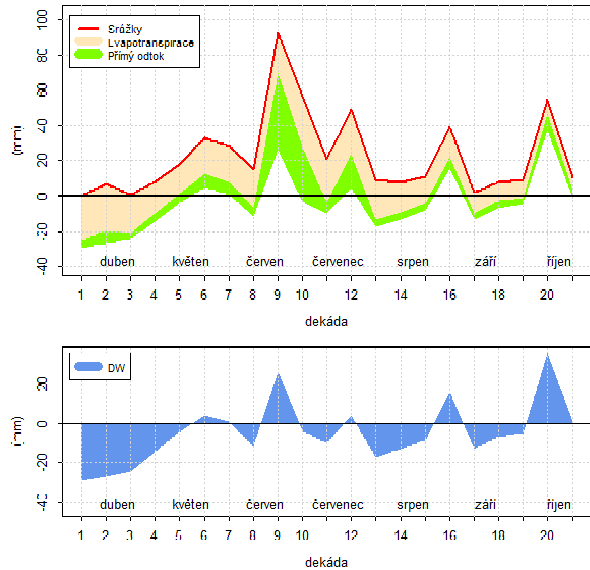 Srážky
Evapotranspirace
Přímý odtok
100
80
60
40
20
0
-20
-40
(mm)
duben květen červen červenec srpen září říjen
1 2 3 4 5 6 7 8 9 10 12 14 16 18 20
dekáda
DW
20
0
-20
-40
(mm)
duben květen červen červenec srpen září říjen
1 2 3 4 5 6 7 8 9 10 12 14 16 18 20
dekáda